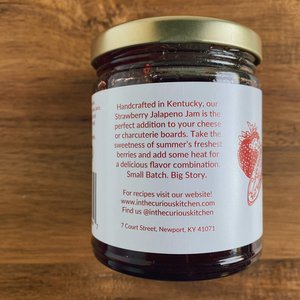 Handcrafted in Kentucky, our
Strawberry Jalapeno Jam is the
perfect addition to your cheese
or charcuterie boards. Take the
sweetness of summer's freshest
berries and add some heat for
a delicious flavor combination.
Small Batch. Big Story.
For recipes visit our website!
www.inthecuriouskitchen.com
Find us @inthecuriouskitchen
7 Court Street, Newport, KY 41071